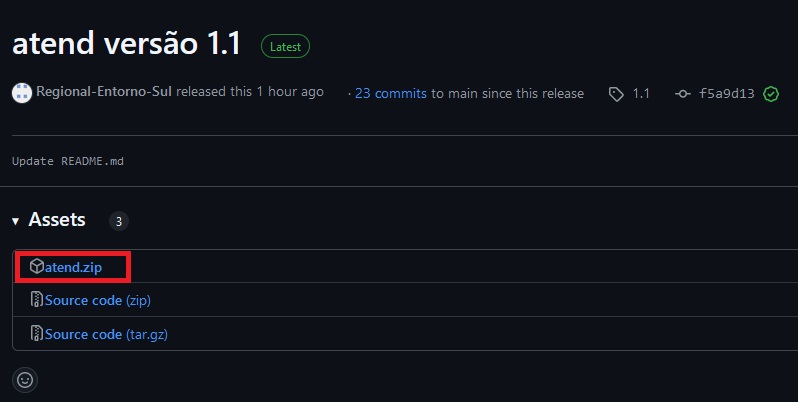 atend versão 1.1 Latest
Regional-Entorno-Sul released this 1 hour ago · 23 commits to main since this release 1.1 f5a9d13
Update README.md
Assets 3
atend.zip
Source code (zip)
Source code (tar.gz)